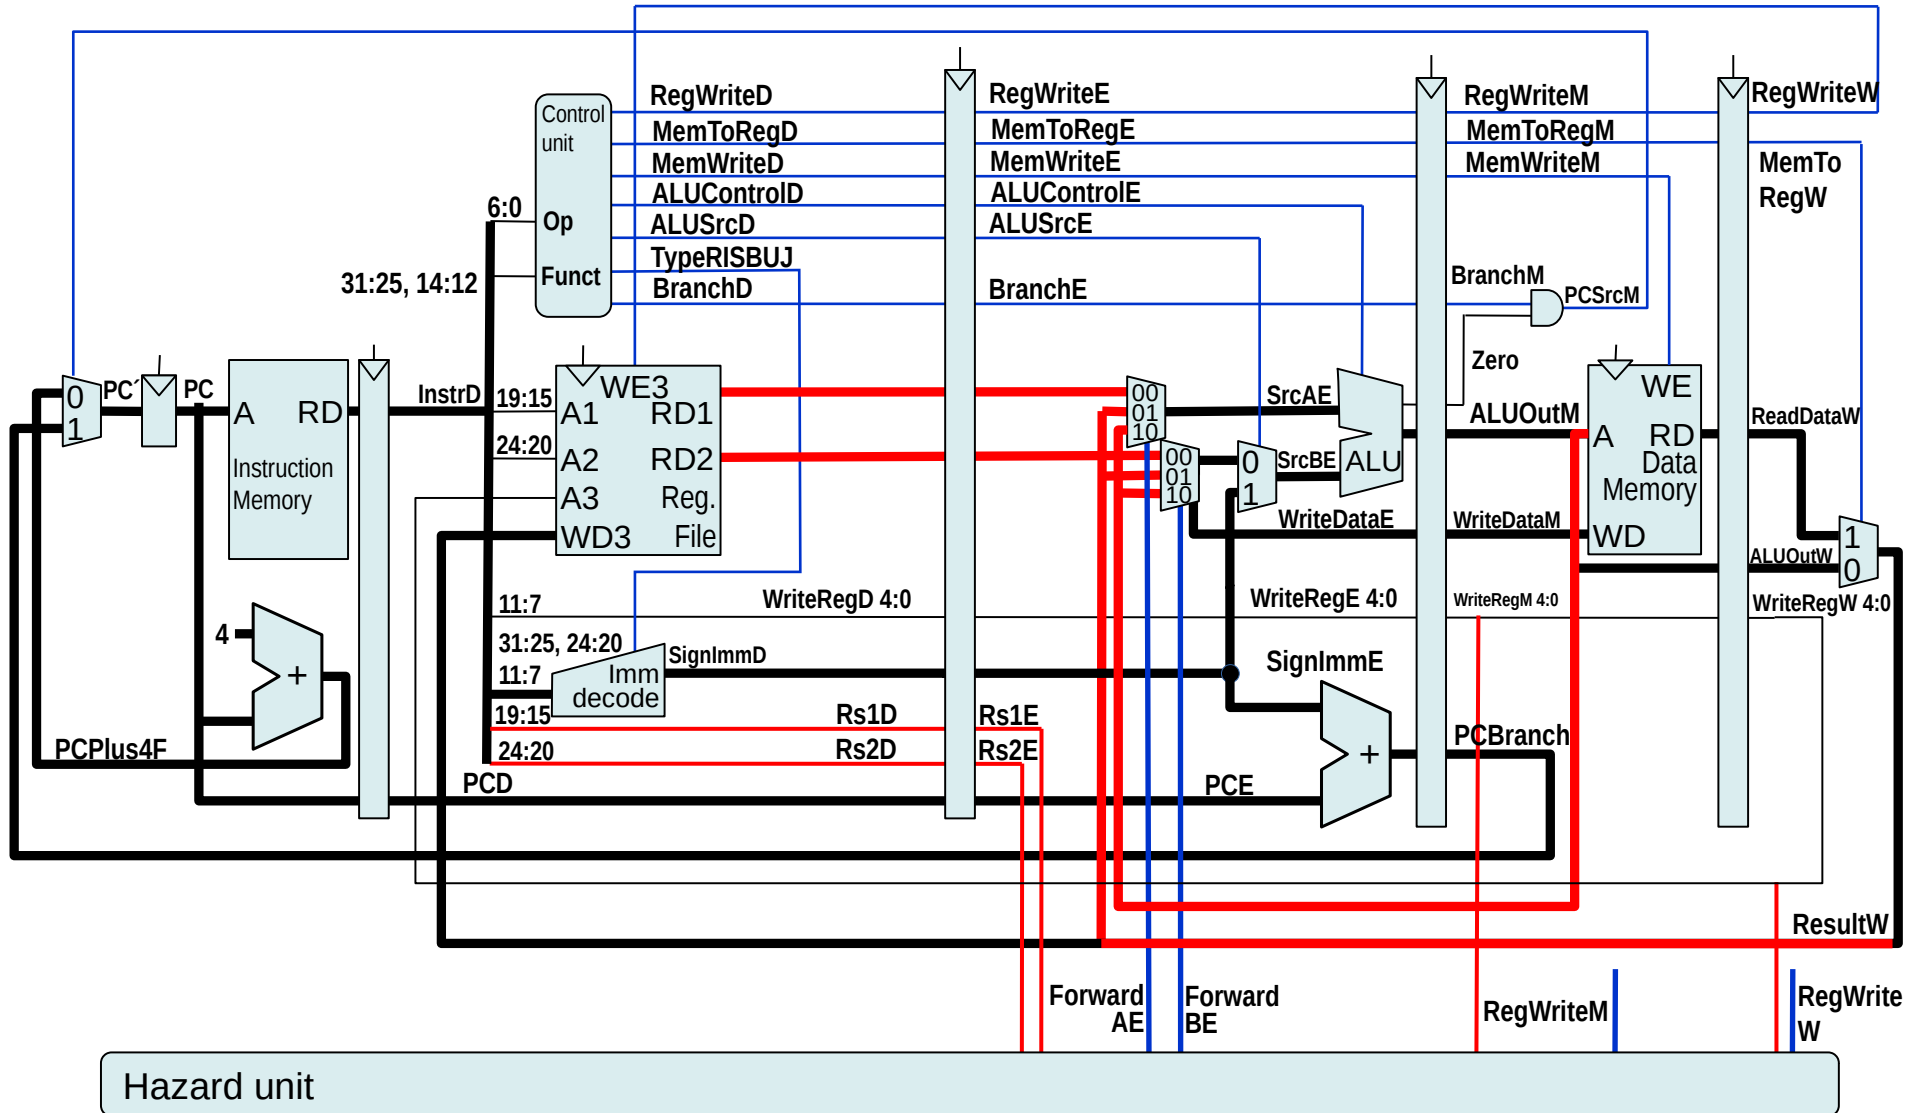 RegWriteD
RegWriteE
RegWriteM
RegWriteW
Control
unit
MemToRegD
MemToRegE
MemToRegM
MemWriteD
MemWriteE
MemWriteM
MemTo
RegW
ALUControlD
ALUControlE
6:0
Op
ALUSrcD
ALUSrcE
TypeRISBUJ
31:25, 14:12
Funct
BranchD
BranchE
BranchM
PCSrcM
Zero
0
1
PC´
PC
A
RD
Instruction
Memory
InstrD
19:15
24:20
WE3
A1
RD1
A2
RD2
A3
Reg.
WD3
File
00
01
10
00
01
10
SrcAE
0
1
SrcBE
ALU
ALUOutM
WE
A
RD
Data
Memory
WD
ReadDataW
WriteDataE
WriteDataM
ALUOutW
1
0
11:7
WriteRegD 4:0
WriteRegE 4:0
WriteRegM 4:0
WriteRegW 4:0
4
+
31:25, 24:20
11:7
Imm
decode
SignImmD
SignImmE
19:15
Rs1D
Rs1E
24:20
Rs2D
Rs2E
PCPlus4F
PCD
PCE
+
PCBranch
ResultW
Forward
AE
Forward
BE
RegWriteM
RegWrite
W
Hazard unit